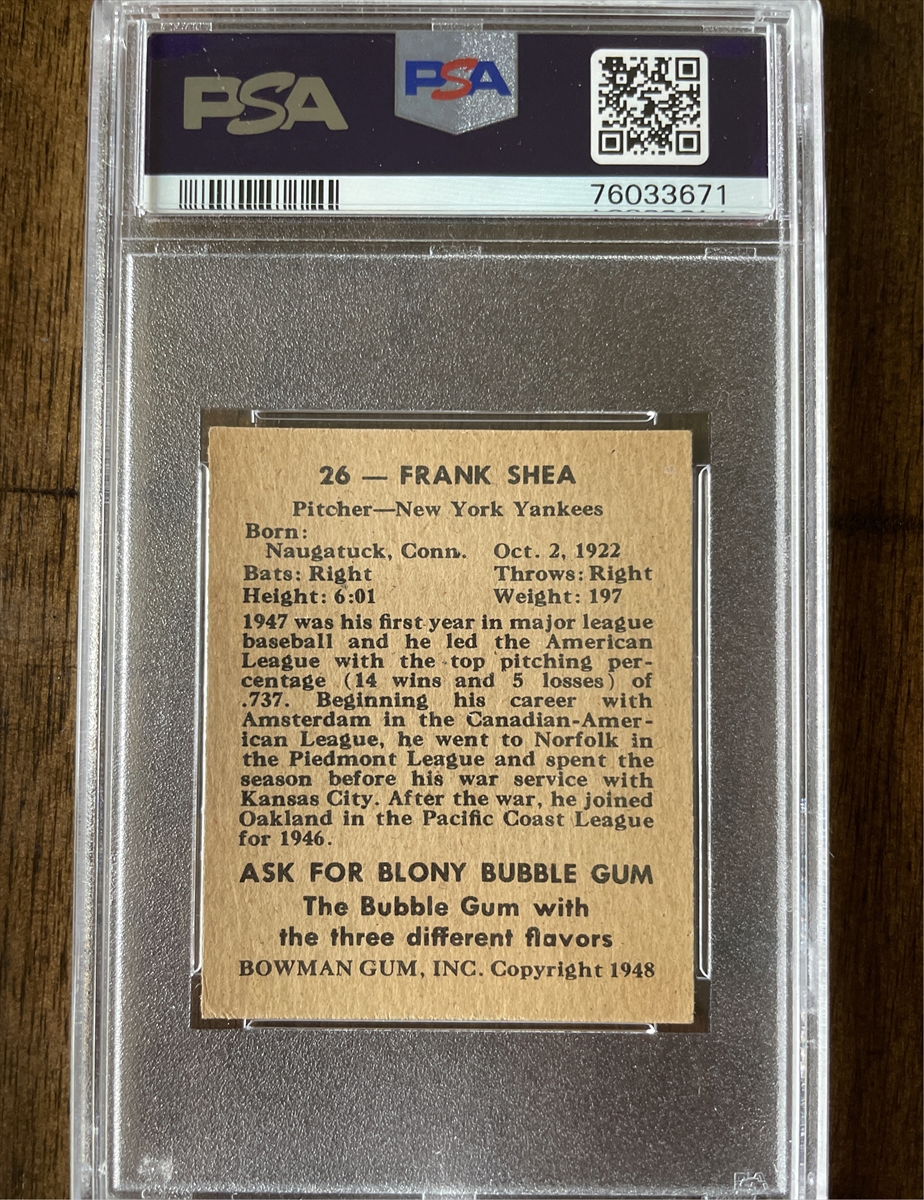 PSA
PSA
76033671
26 — FRANK SHEA
Pitcher—New York Yankees
Born:
Naugatuck, Conn. Oct. 2, 1922
Bats: Right Throws: Right
Height: 6:01 Weight: 197
1947 was his first year in major league
baseball and he led the American
League with the top pitching per-
centage (14 wins and 5 losses) of
.737. Beginning his career with
Amsterdam in the Canadian-Amer-
ican League, he went to Norfolk in
the Piedmont League and spent the
season before his war service with
Kansas City. After the war, he joined
Oakland in the Pacific Coast League
for 1946.
ASK FOR BLONY BUBBLE GUM
The Bubble Gum with
the three different flavors
BOWMAN GUM, INC. Copyright 1948